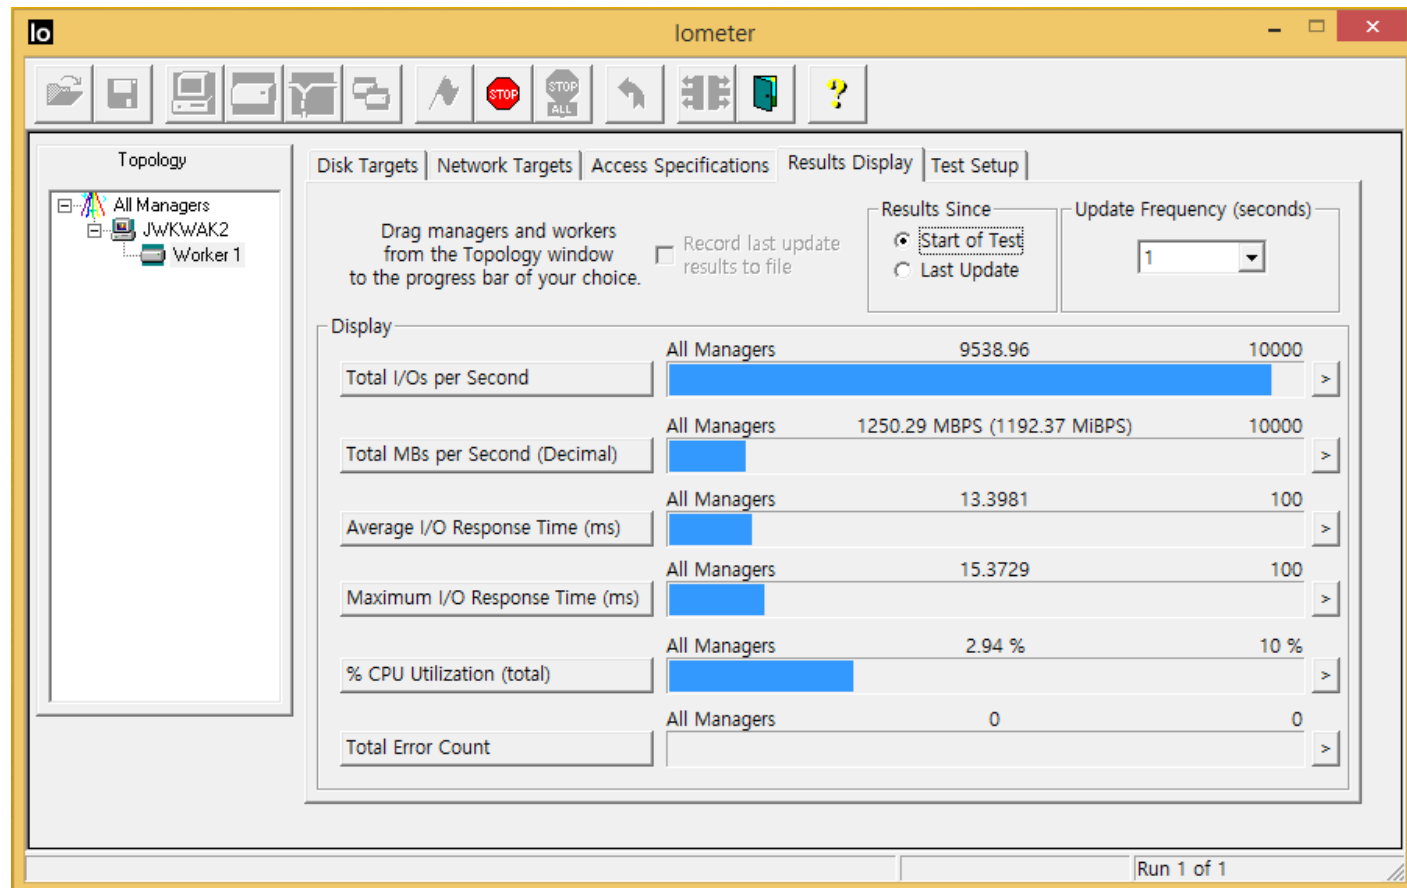 Io
Iometer
STOP
STOP
ALL
?
Topology
All Managers
JWKWAK2
Worker 1
Disk Targets
Network Targets
Access Specifications
Results Display
Test Setup
Drag managers and workers
from the Topology window
to the progress bar of your choice.
Record last update
results to file
Results Since
Start of Test
Last Update
Update Frequency (seconds)
1
Display
All Managers 9538.96 10000
Total I/Os per Second >
All Managers 1250.29 MBPS (1192.37 MiBPS) 10000
Total MBs per Second (Decimal) >
All Managers 13.3981 100
Average I/O Response Time (ms) >
All Managers 15.3729 100
Maximum I/O Response Time (ms) >
All Managers 2.94 % 10 %
% CPU Utilization (total) >
All Managers 0 0
Total Error Count >
Run 1 of 1